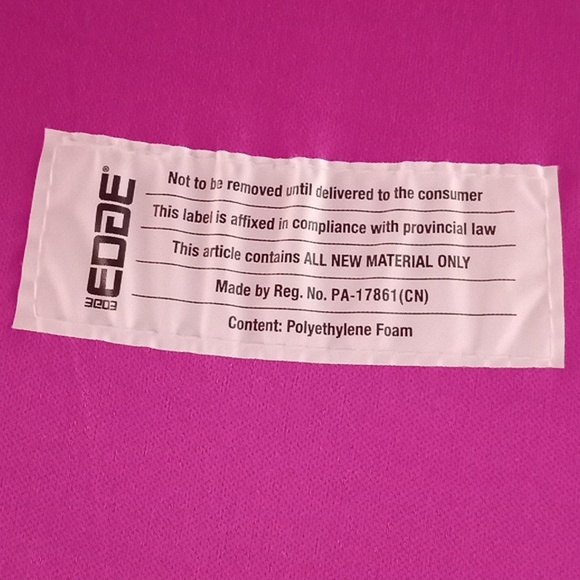 EDGE®
EDGE
Not to be removed until delivered to the consumer
This label is affixed in compliance with provincial law
This article contains ALL NEW MATERIAL ONLY
Made by Reg. No. PA-17861(CN)
Content: Polyethylene Foam